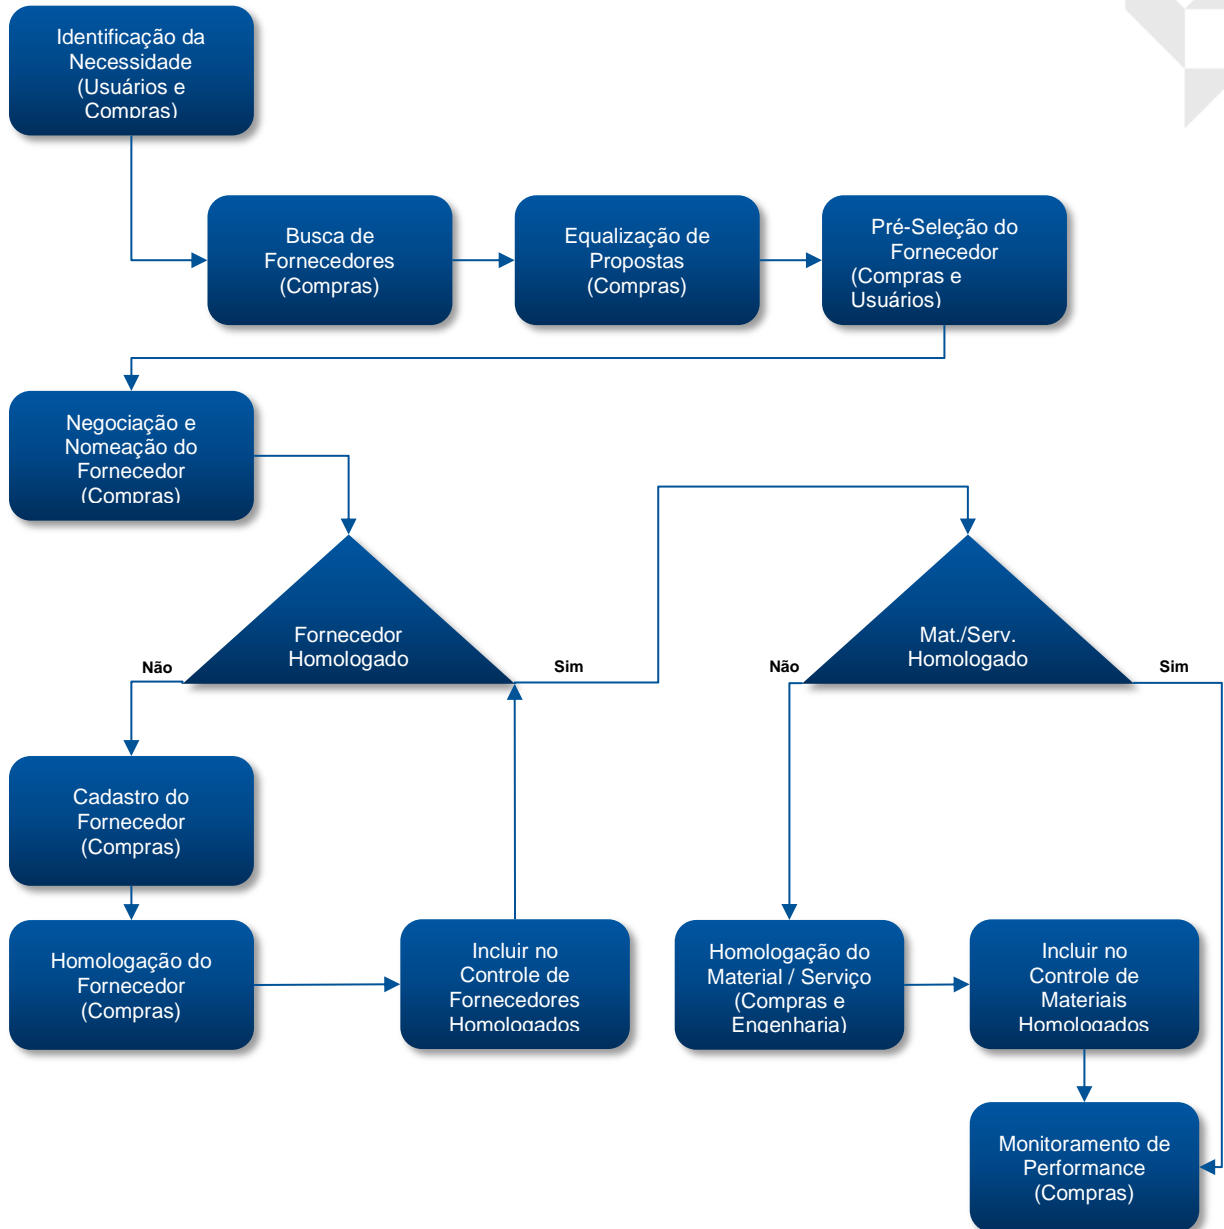 Identificação da
Necessidade
(Usuários e
Compras)
Busca de
Fornecedores
(Compras)
Equalização de
Propostas
(Compras)
Pré-Seleção do
Fornecedor
(Compras e
Usuários)
Negociação e
Nomeação do
Fornecedor
(Compras)
Fornecedor
Homologado
Não
Sim
Mat./Serv.
Homologado
Não
Sim
Cadastro do
Fornecedor
(Compras)
Homologação do
Fornecedor
(Compras)
Incluir no
Controle de
Fornecedores
Homologados
Homologação do
Material / Serviço
(Compras e
Engenharia)
Incluir no
Controle de
Materiais
Homologados
Monitoramento de
Performance
(Compras)